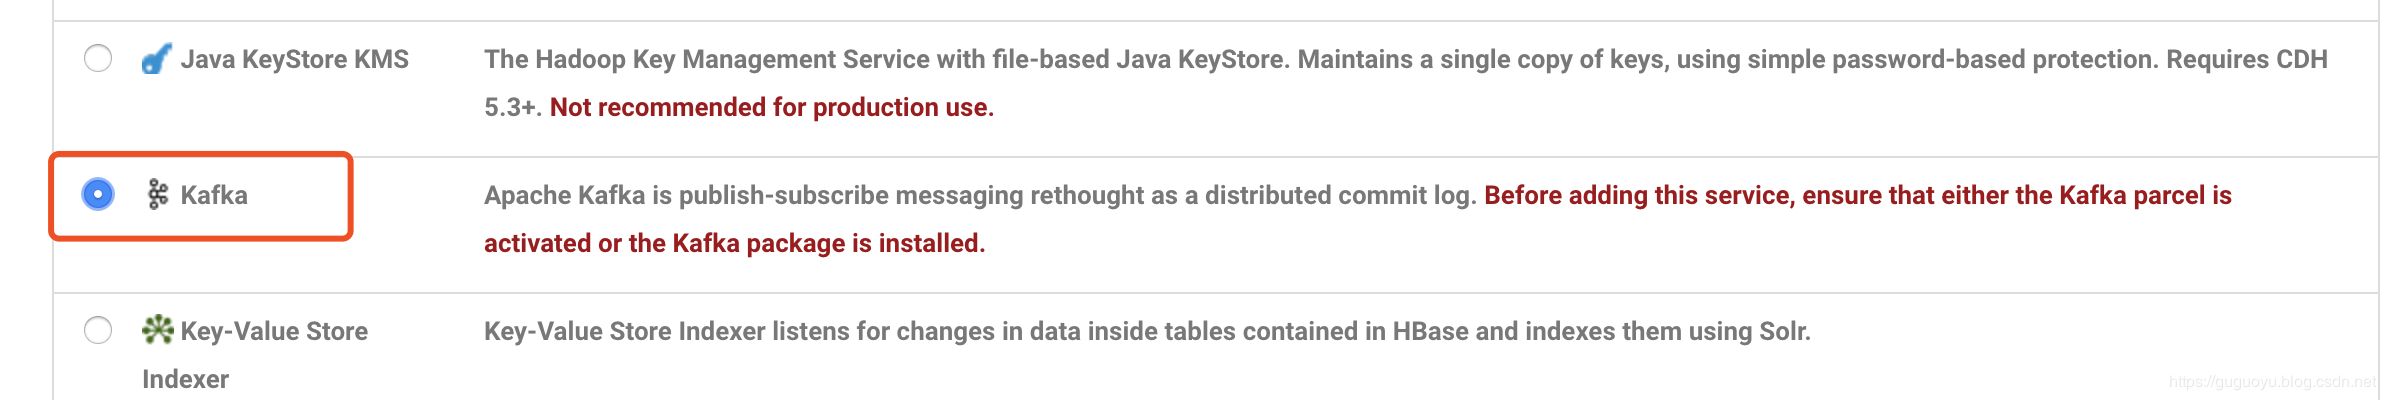 Java KeyStore KMS
The Hadoop Key Management Service with file-based Java KeyStore. Maintains a single copy of keys, using simple password-based protection. Requires CDH
5.3+. Not recommended for production use.
Kafka
Apache Kafka is publish-subscribe messaging rethought as a distributed commit log. Before adding this service, ensure that either the Kafka parcel is
activated or the Kafka package is installed.
Key-Value Store
Indexer
Key-Value Store Indexer listens for changes in data inside tables contained in HBase and indexes them using Solr.
https://guguoyu.blog.csdn.net